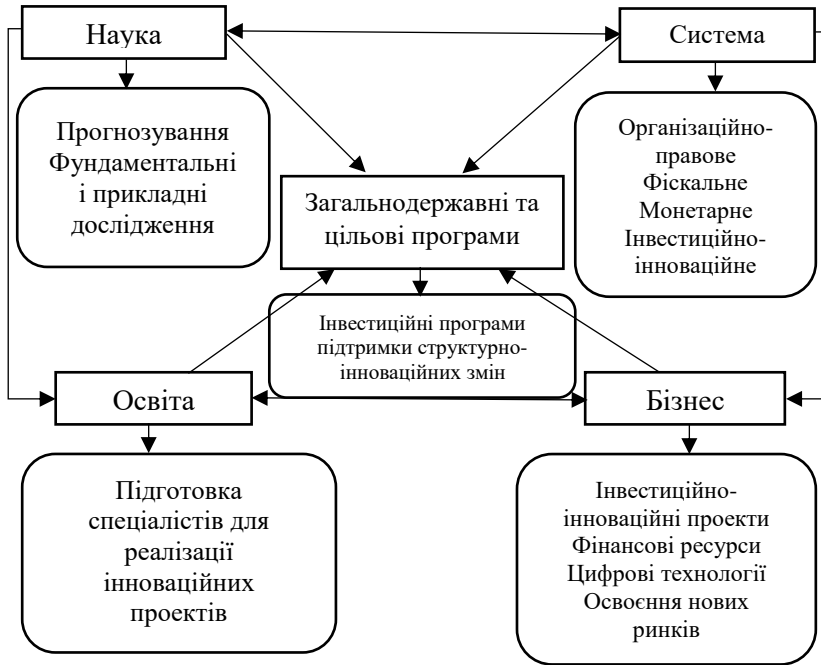 Наука
Система
Прогнозування
Фундаментальні
і прикладні
дослідження
Організаційно-
правове
Фіскальне
Монетарне
Інвестиційно-
інноваційне
Загальнодержавні та
цільові програми
Інвестиційні програми
підтримки структурно-
інноваційних змін
Освіта
Бізнес
Підготовка
спеціалістів для
реалізації
інноваційних
проектів
Інвестиційно-
інноваційні проекти
Фінансові ресурси
Цифрові технології
Освоєння нових
ринків